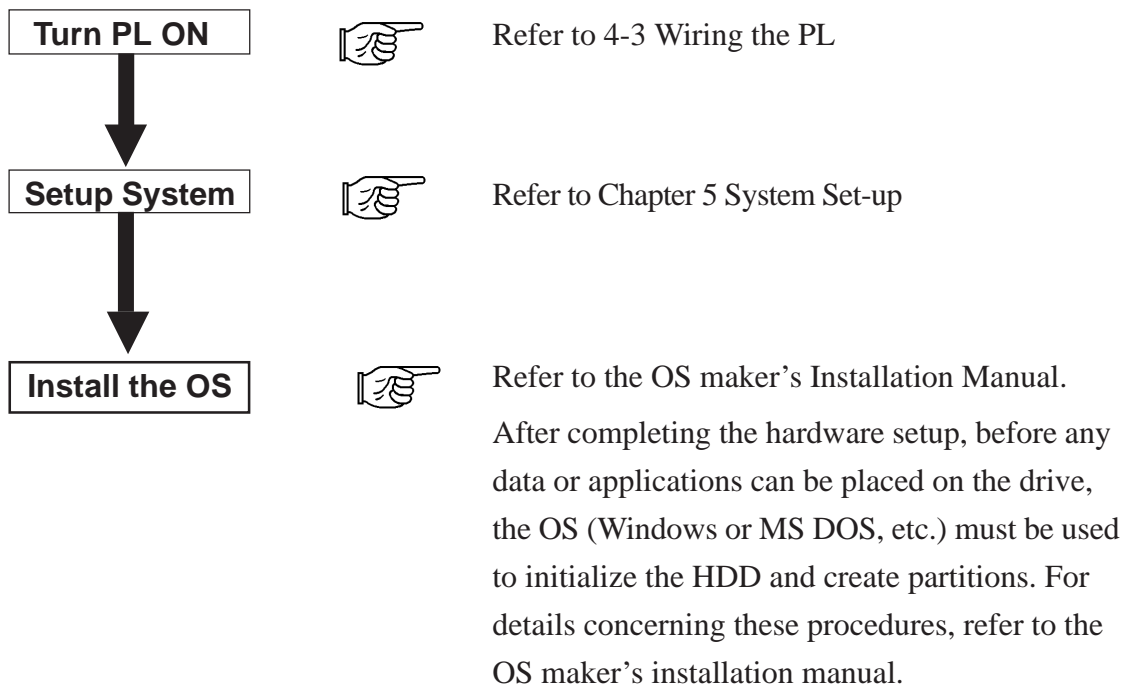 Turn PL ON
Refer to 4-3 Wiring the PL
Setup System
Refer to Chapter 5 System Set-up
Install the OS
Refer to the OS maker’s Installation Manual.
After completing the hardware setup, before any
data or applications can be placed on the drive,
the OS (Windows or MS DOS, etc.) must be used
to initialize the HDD and create partitions. For
details concerning these procedures, refer to the
OS maker’s installation manual.